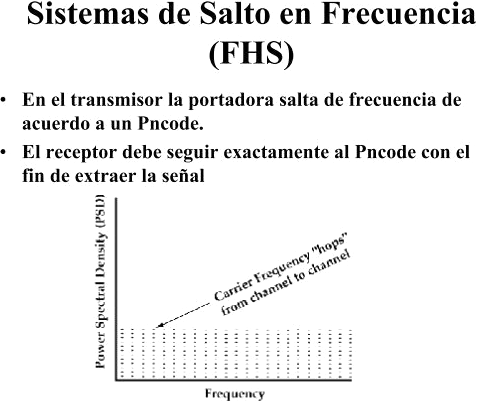 Sistemas de Salto en Frecuencia
(FHS)
• En el transmisor la portadora salta de frecuencia de
acuerdo a un Pncode.
• El receptor debe seguir exactamente al Pncode con el
fin de extraer la señal
Power Spectral Density (PSD)
Carrier Frequency "hops"
from channel to channel
Frequency